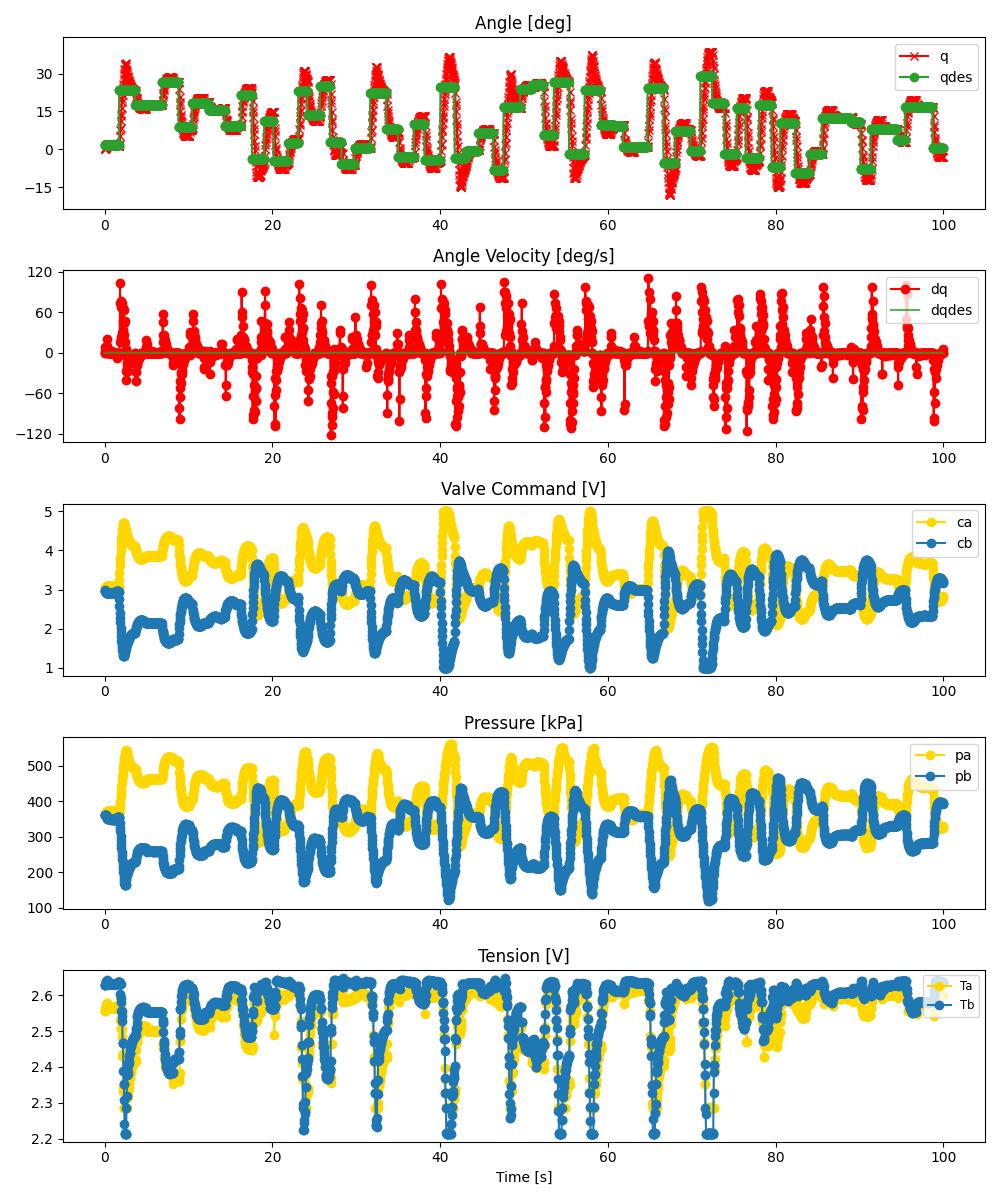 Angle [deg]
30
15
0
−15
q
qdes
0 20 40 60 80 100
Angle Velocity [deg/s]
120
60
0
−60
−120
dq
dqdes
0 20 40 60 80 100
Valve Command [V]
5
4
3
2
1
ca
cb
0 20 40 60 80 100
Pressure [kPa]
500
400
300
200
100
pa
pb
0 20 40 60 80 100
Tension [V]
2.6
2.5
2.4
2.3
2.2
Ta
Tb
0 20 40 60 80 100
Time [s]